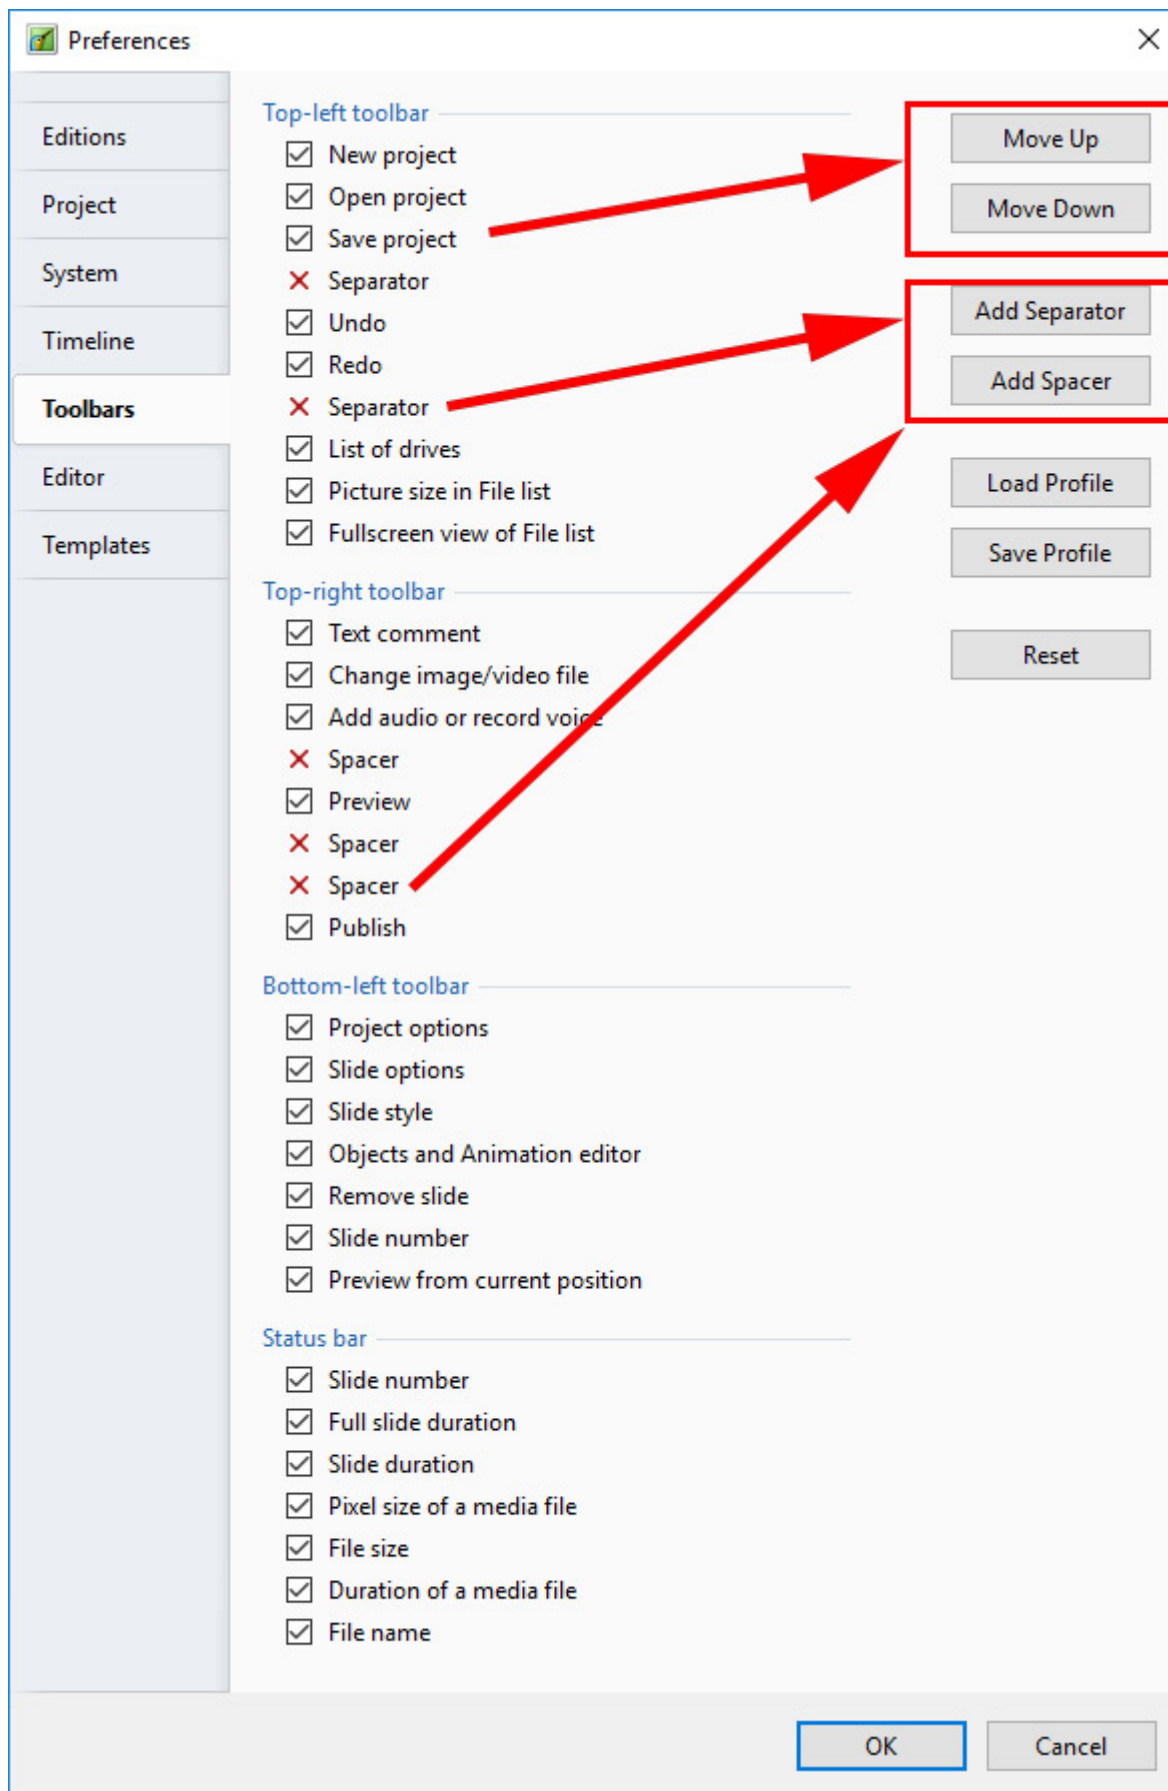 Preferences
Editions
Project
System
Timeline
Toolbars
Editor
Templates
Top-left toolbar
New project
Open project
Save project
Separator
Undo
Redo
Separator
List of drives
Picture size in File list
Fullscreen view of File list
Top-right toolbar
Text comment
Change image/video file
Add audio or record voice
Spacer
Preview
Spacer
Spacer
Publish
Bottom-left toolbar
Project options
Slide options
Slide style
Objects and Animation editor
Remove slide
Slide number
Preview from current position
Status bar
Slide number
Full slide duration
Slide duration
Pixel size of a media file
File size
Duration of a media file
File name
Move Up
Move Down
Add Separator
Add Spacer
Load Profile
Save Profile
Reset
OK
Cancel